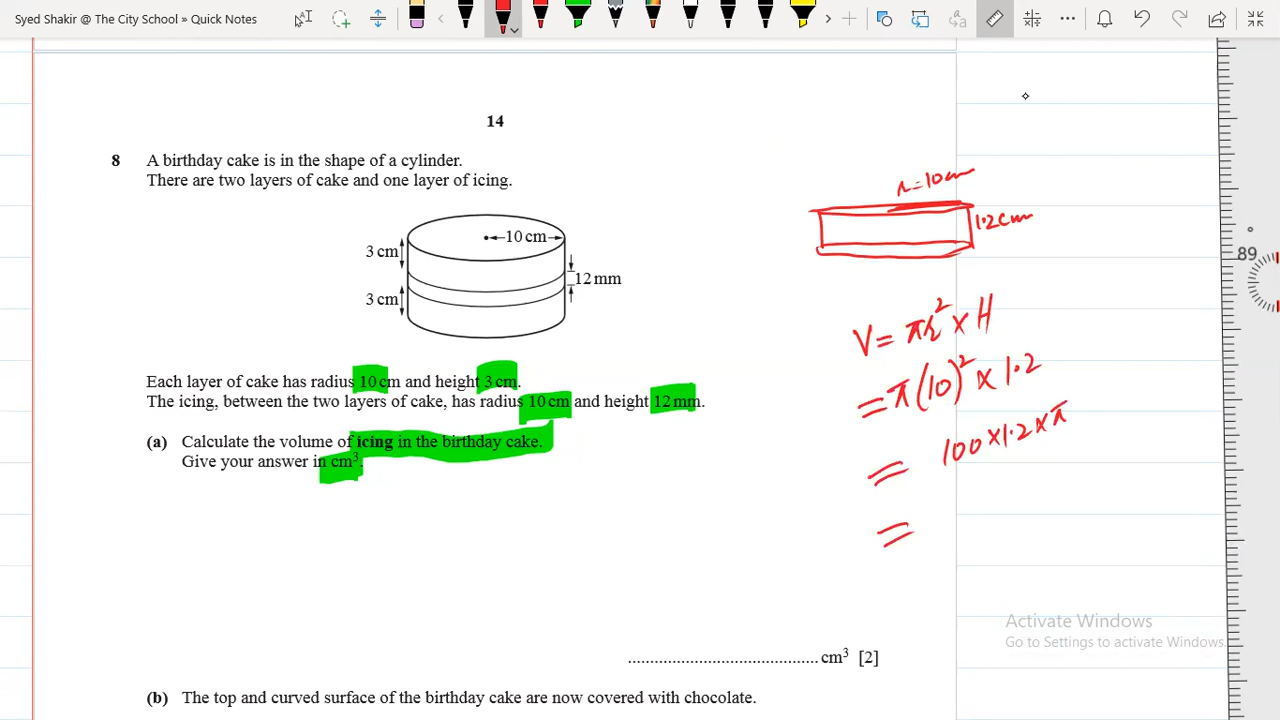 Syed Shakir @ The City School » Quick Notes
14
8 A birthday cake is in the shape of a cylinder.
There are two layers of cake and one layer of icing.
r=10cm
1.2cm
10 cm
3 cm
12 mm
3 cm
89
V = πr² × H
Each layer of cake has radius 10 cm and height 3 cm.
= π(10)² × 1.2
The icing, between the two layers of cake, has radius 10 cm and height 12 mm.
(a) Calculate the volume of icing in the birthday cake.
= 100×1.2×π
Give your answer in cm³.
=
Activate Windows
Go to Settings to activate Windows.
........................................... cm³ [2]
(b) The top and curved surface of the birthday cake are now covered with chocolate.